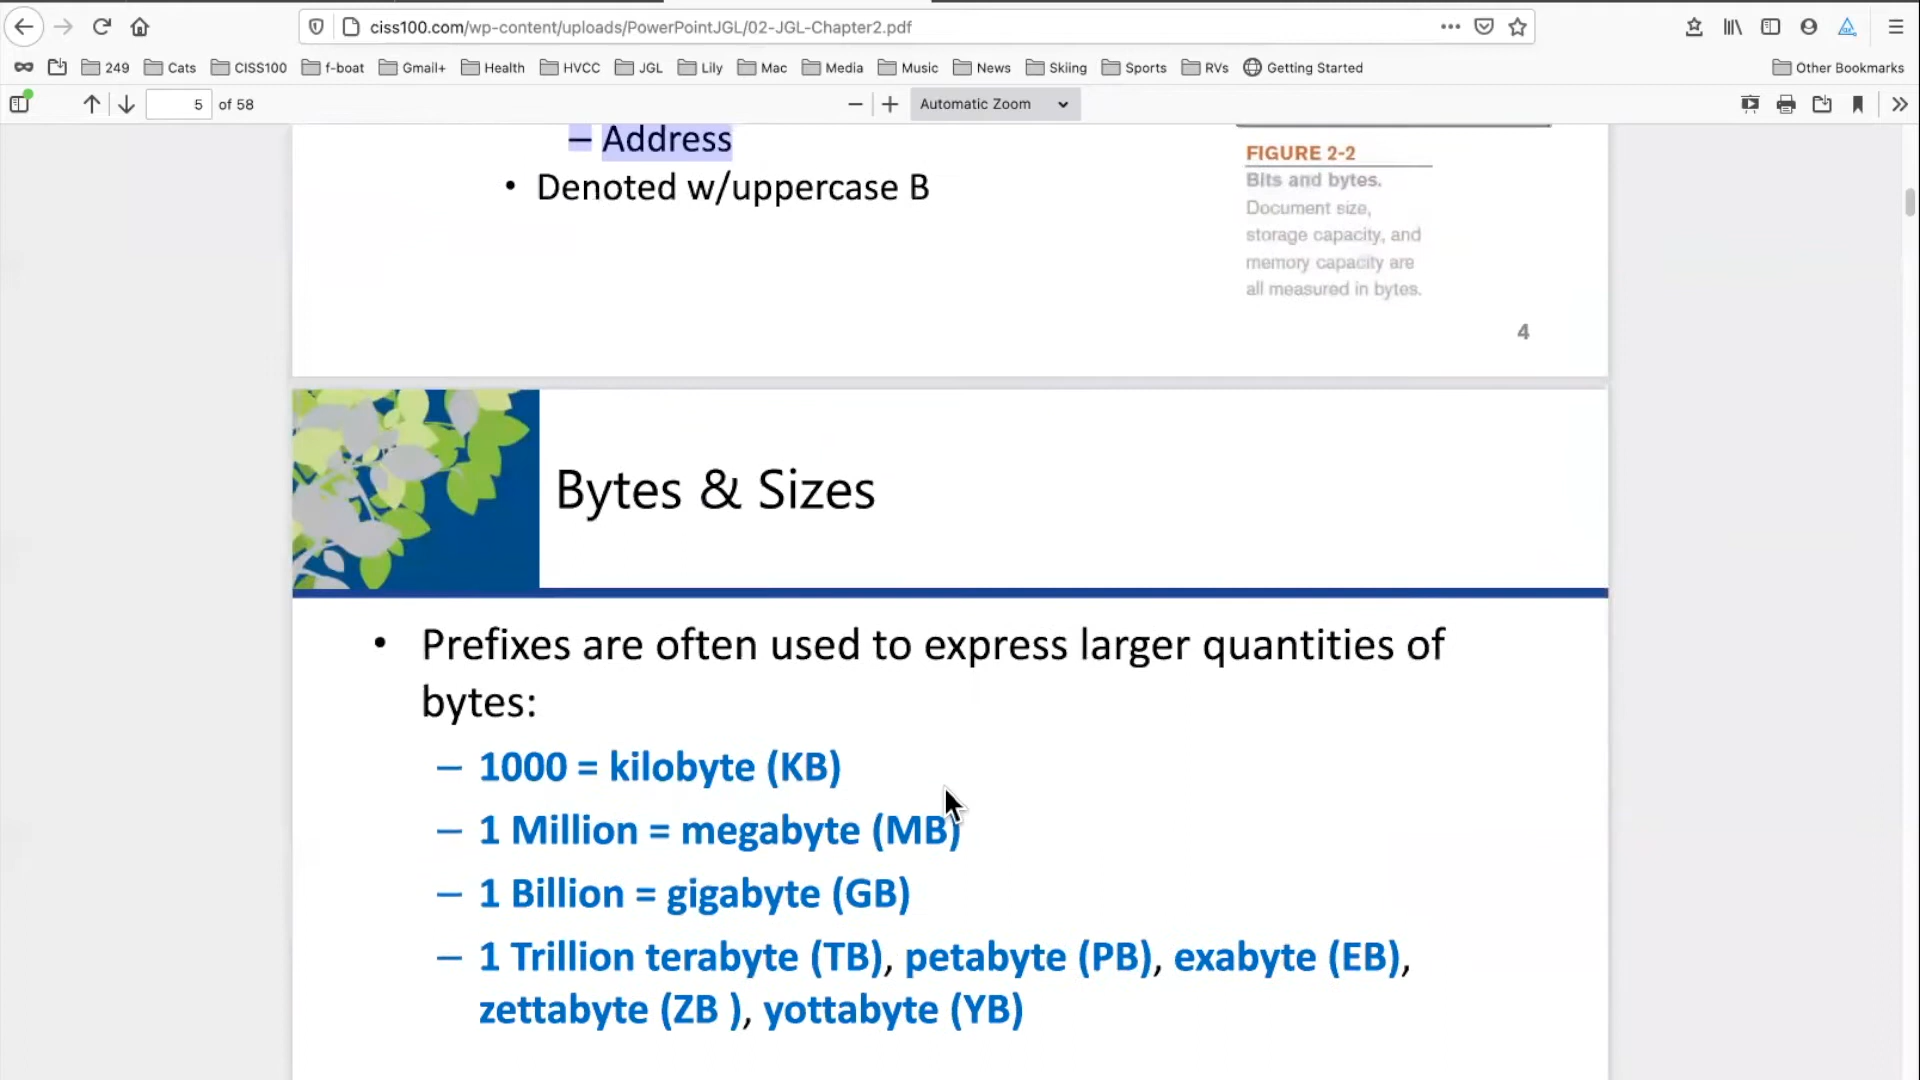 ciss100.com/wp-content/uploads/PowerPointJGL/02-JGL-Chapter2.pdf
249 Cats CISS100 f-boat Gmail+ Health HVCC JGL Lily Mac Media Music News Skiing Sports RVs Getting Started Other Bookmarks
5 of 58 Automatic Zoom
– Address
• Denoted w/uppercase B
FIGURE 2-2
Bits and bytes.
Document size,
storage capacity, and
memory capacity are
all measured in bytes.
4
Bytes & Sizes
• Prefixes are often used to express larger quantities of
bytes:
– 1000 = kilobyte (KB)
– 1 Million = megabyte (MB)
– 1 Billion = gigabyte (GB)
– 1 Trillion terabyte (TB), petabyte (PB), exabyte (EB),
zettabyte (ZB ), yottabyte (YB)